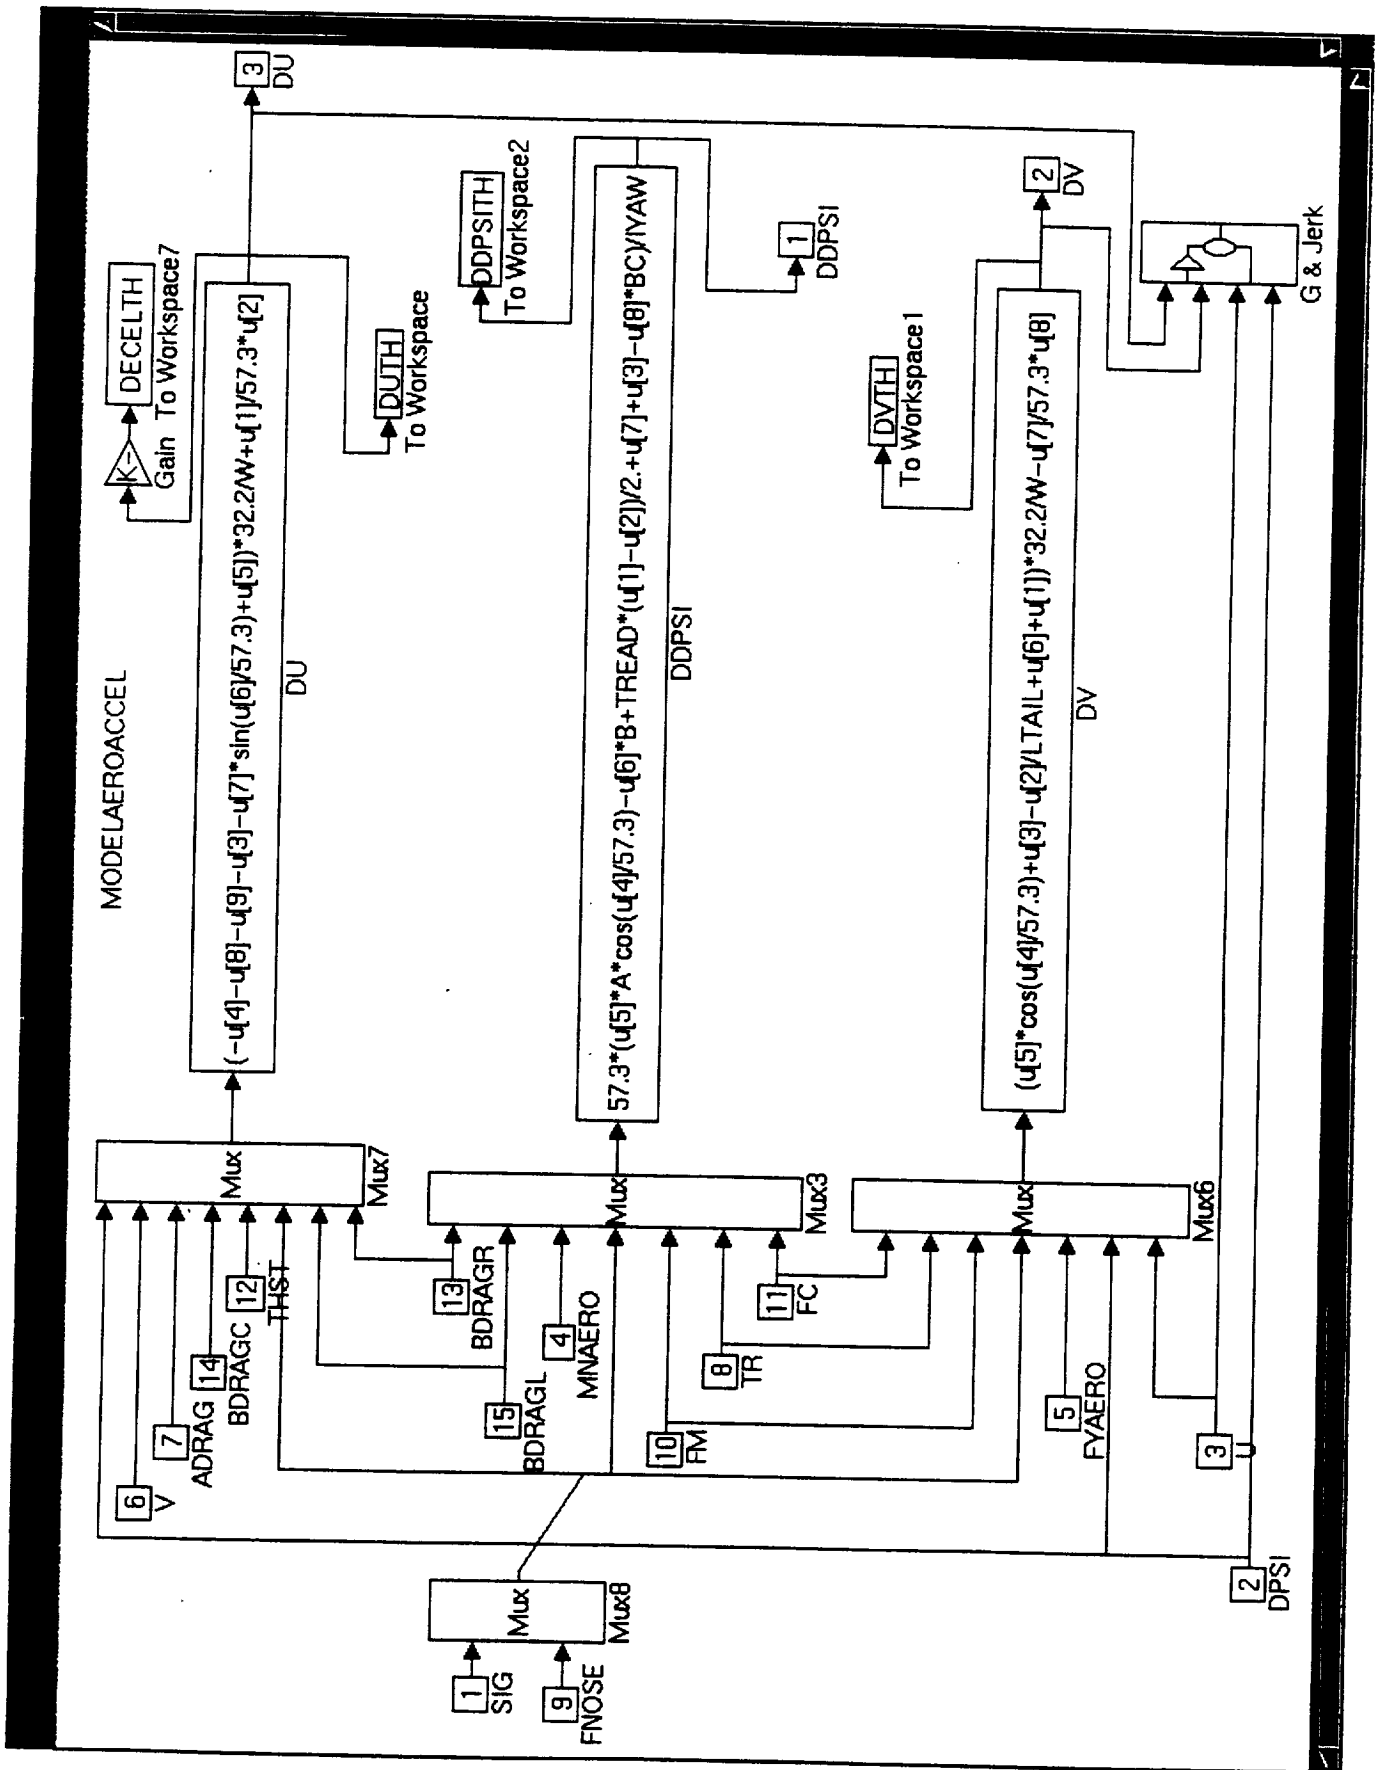 MODELAEROACCEL
DECELTH
K-
Gain
To Workspace7
3
DU
(-u[4]-u[8]-u[9]-u[3]-u[7]*sin(u[6]/57.3)+u[5])*32.2/W+u[1]/57.3*u[2]
DU
DUTH
To Workspace
Mux
Mux7
6
V
7
ADRAG
14
BDRAGC
12
THST
13
BDRAGR
15
BDRAGL
4
MNAERO
DDPSITH
To Workspace2
57.3*(u[5]*A*cos(u[4]/57.3)-u[6]*B+TREAD*(u[1]-u[2])/2.+u[7]+u[3]-u[8]*BC)/IYAW
DDPSI
1
DDPSI
Mux
Mux3
Mux
Mux8
1
SIG
9
FNOSE
10
FM
8
TR
11
FC
DVTH
To Workspace1
2
DV
(u[5]*cos(u[4]/57.3)+u[3]-u[2]/LTAIL+u[6]+u[1])*32.2/W-u[7]/57.3*u[8]
DV
Mux
Mux6
5
FYAERO
3
U
2
DPSI
G & Jerk